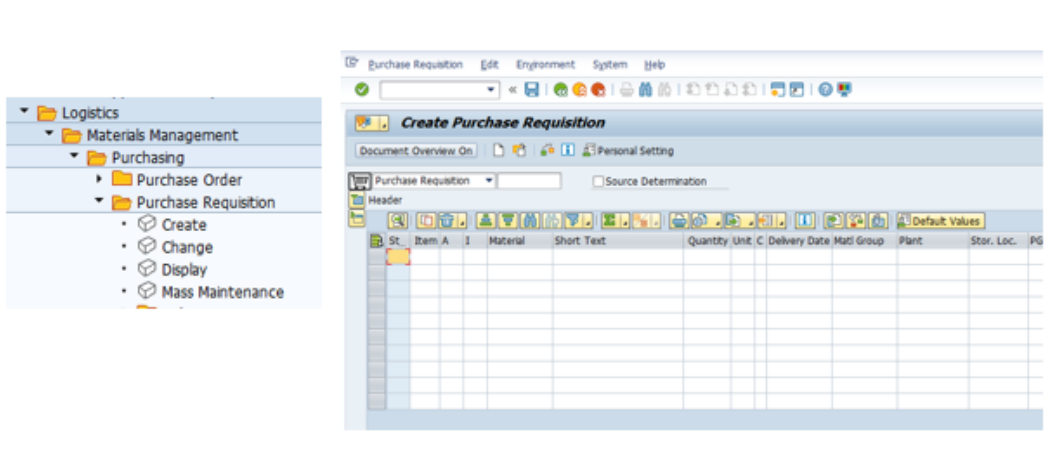 Logistics
Materials Management
Purchasing
Purchase Order
Purchase Requisition
Create
Change
Display
Mass Maintenance
Purchase Requisition Edit Environment System Help
Create Purchase Requisition
Document Overview On Personal Setting
Purchase Requisition Source Determination
Header
Default Values
St... Item A I Material Short Text Quantity Unit C Delivery Date Matl Group Plant Stor. Loc. PG